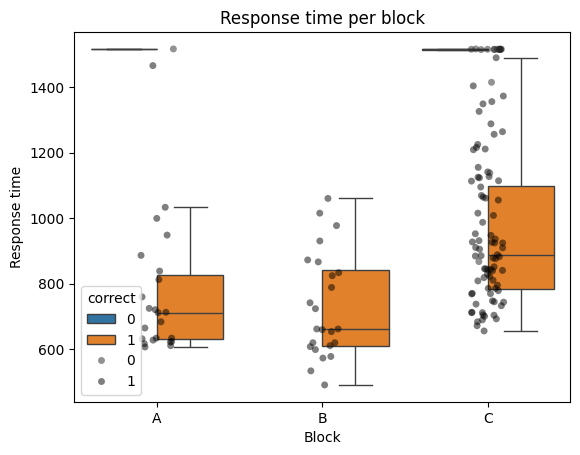 Response time per block
Response time
1400
1200
1000
800
600
correct
0
1
0
1
A
B
C
Block